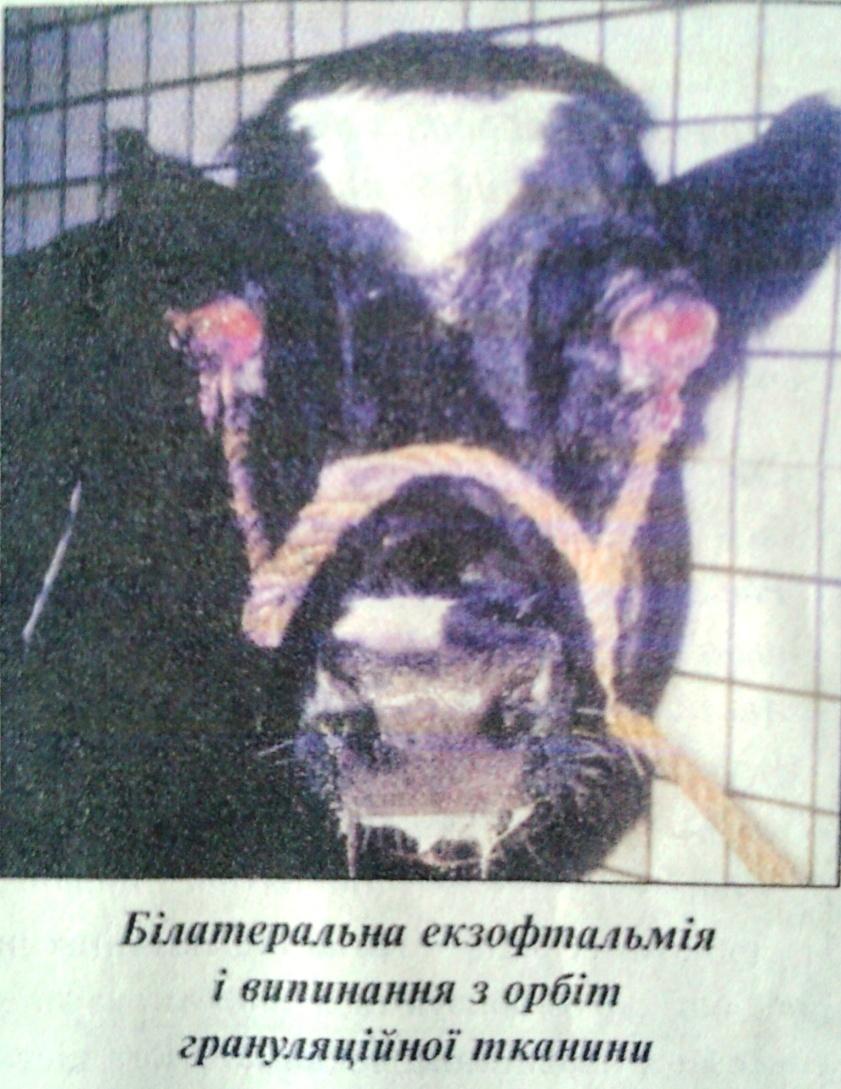 Білатеральна екзофтальмія
і випинання з орбіт
грануляційної тканини